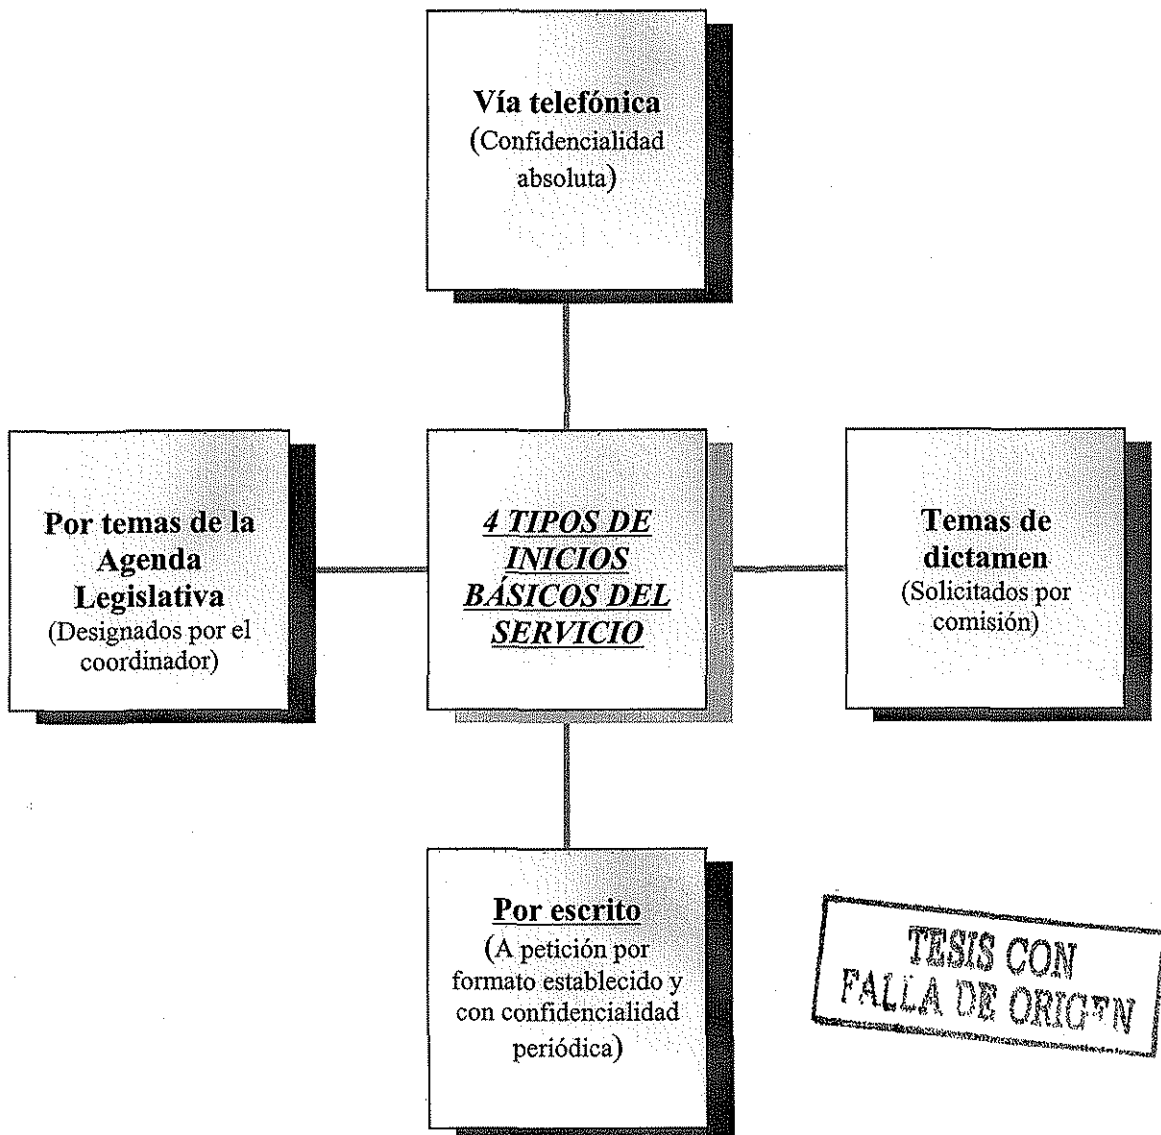 Vía telefónica
(Confidencialidad
absoluta)
Por temas de la
Agenda
Legislativa
(Designados por el
coordinador)
4 TIPOS DE
INICIOS
BÁSICOS DEL
SERVICIO
Temas de
dictamen
(Solicitados por
comisión)
Por escrito
(A petición por
formato establecido y
con confidencialidad
periódica)
TESIS CON
FALLA DE ORIGEN